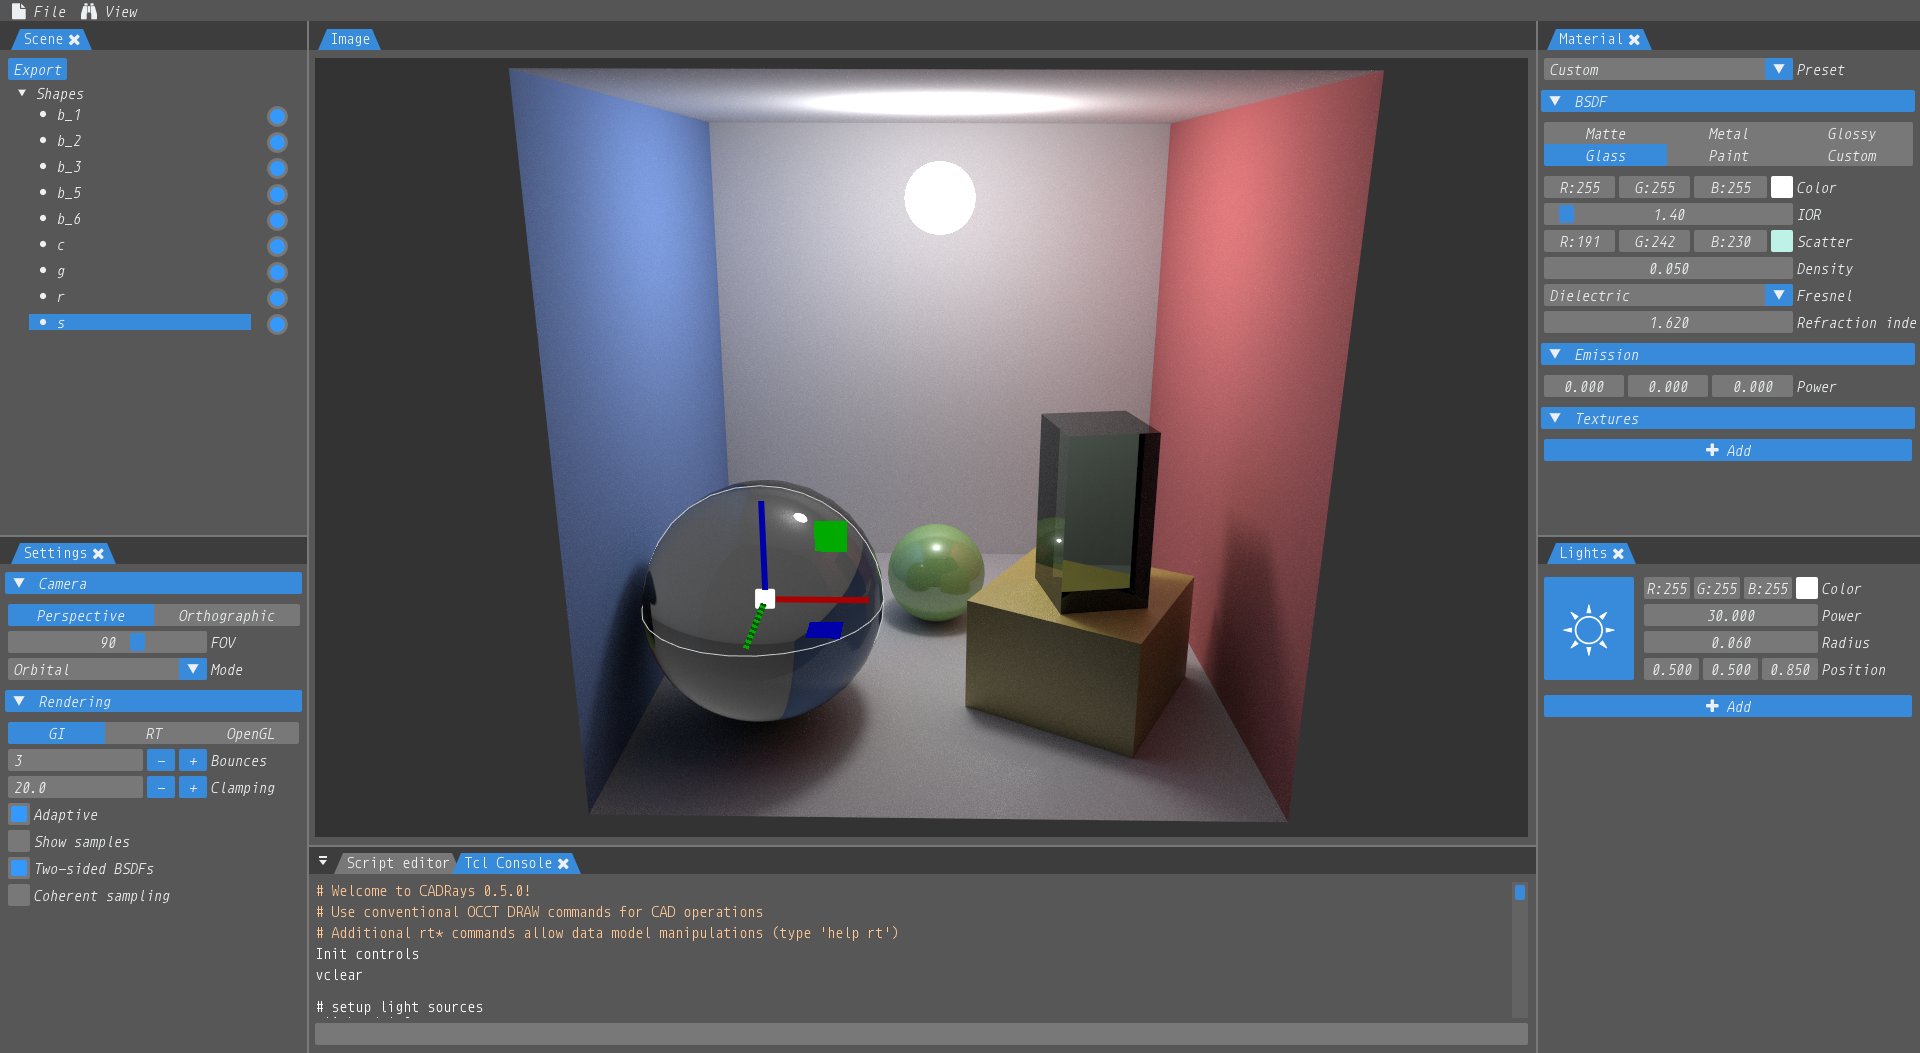 File View
Scene
Export
Shapes
b_1
b_2
b_3
b_5
b_6
c
g
r
s
Settings
Camera
Perspective Orthographic
90 FOV
Orbital Mode
Rendering
GI RT OpenGL
3 - + Bounces
20.0 - + Clamping
Adaptive
Show samples
Two-sided BSDFs
Coherent sampling
Image
Script editor Tcl Console
# Welcome to CADRays 0.5.0!
# Use conventional OCCT DRAW commands for CAD operations
# Additional rt* commands allow data model manipulations (type 'help rt')
Init controls
vclear
# setup light sources
Material
Custom Preset
BSDF
Matte Metal Glossy
Glass Paint Custom
R:255 G:255 B:255 Color
1.40 IOR
R:191 G:242 B:230 Scatter
0.050 Density
Dielectric Fresnel
1.620 Refraction inde
Emission
0.000 0.000 0.000 Power
Textures
+ Add
Lights
R:255 G:255 B:255 Color
30.000 Power
0.060 Radius
0.500 0.500 0.850 Position
+ Add